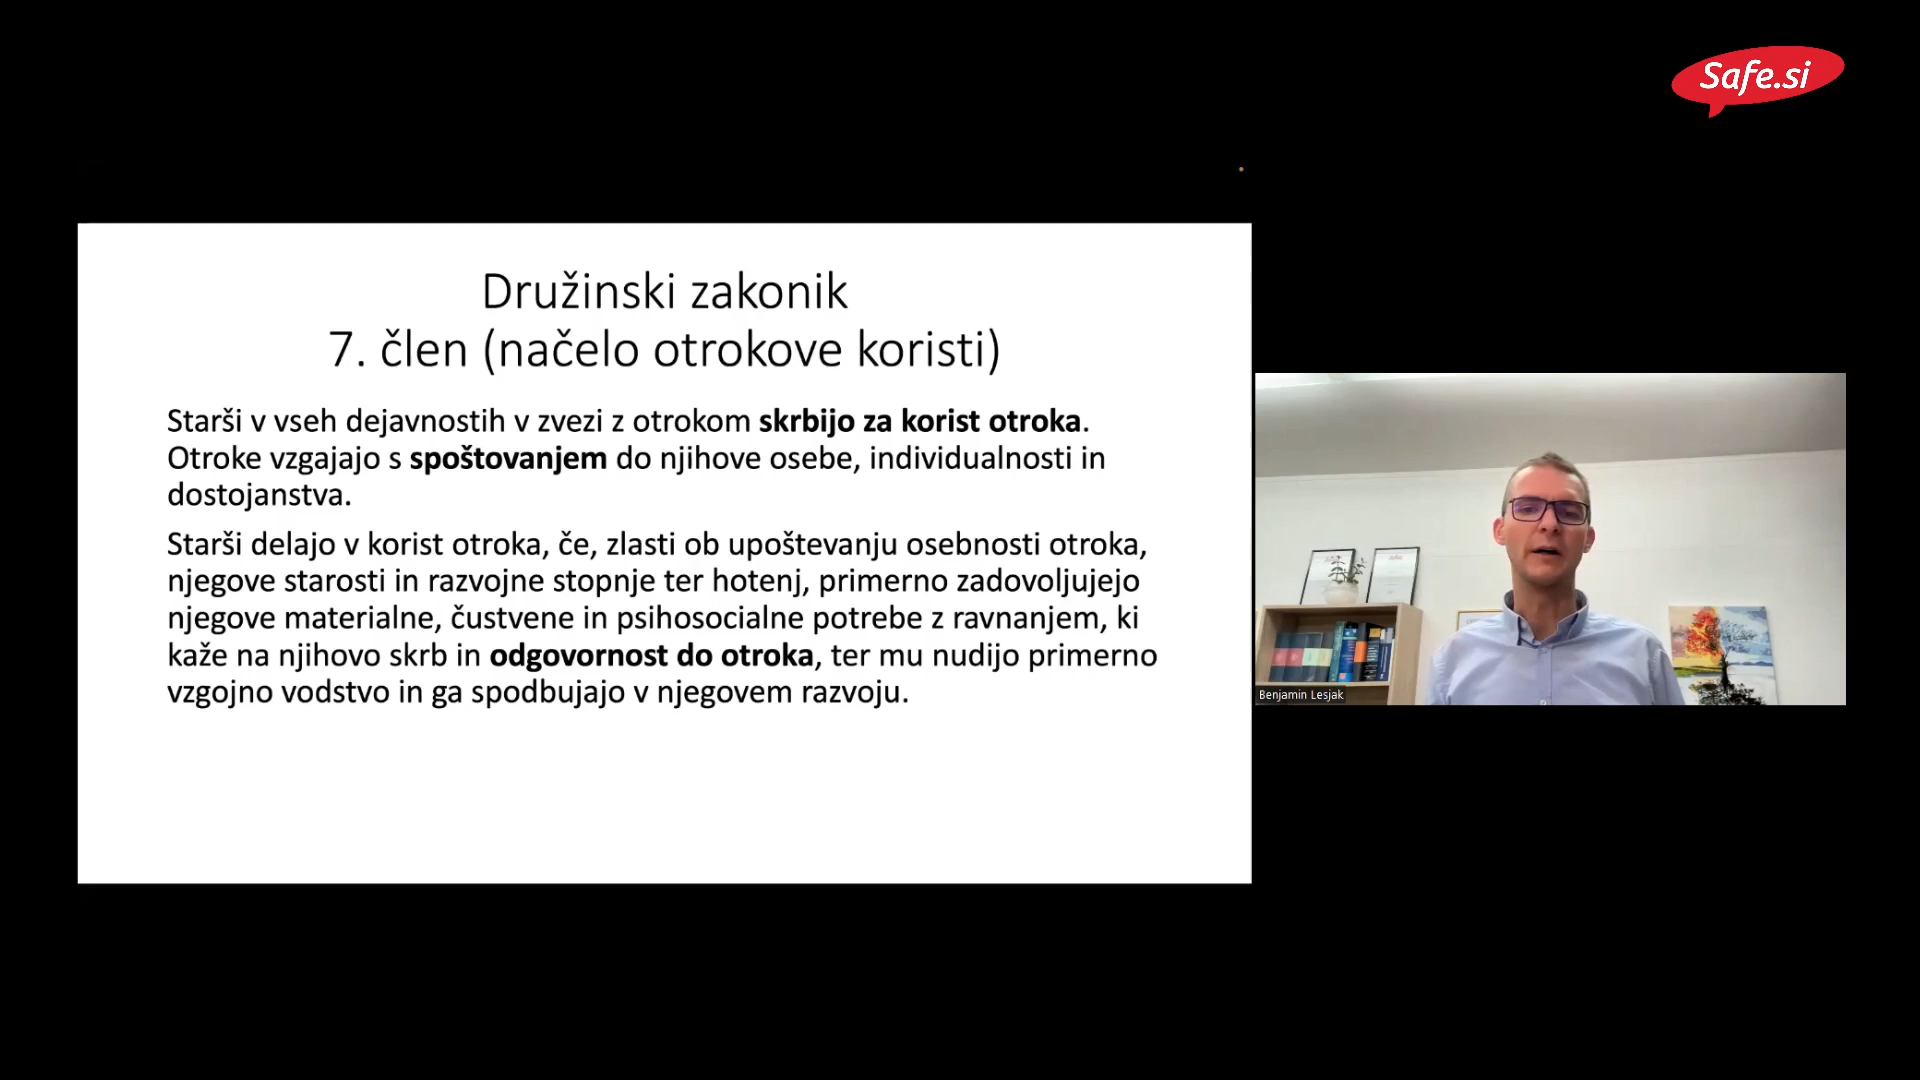 Safe.si
Družinski zakonik
7. člen (načelo otrokove koristi)
Starši v vseh dejavnostih v zvezi z otrokom skrbijo za korist otroka.
Otroke vzgajajo s spoštovanjem do njihove osebe, individualnosti in
dostojanstva.
Starši delajo v korist otroka, če, zlasti ob upoštevanju osebnosti otroka,
njegove starosti in razvojne stopnje ter hotenj, primerno zadovoljujejo
njegove materialne, čustvene in psihosocialne potrebe z ravnanjem, ki
kaže na njihovo skrb in odgovornost do otroka, ter mu nudijo primerno
vzgojno vodstvo in ga spodbujajo v njegovem razvoju.
Benjamin Lesjak